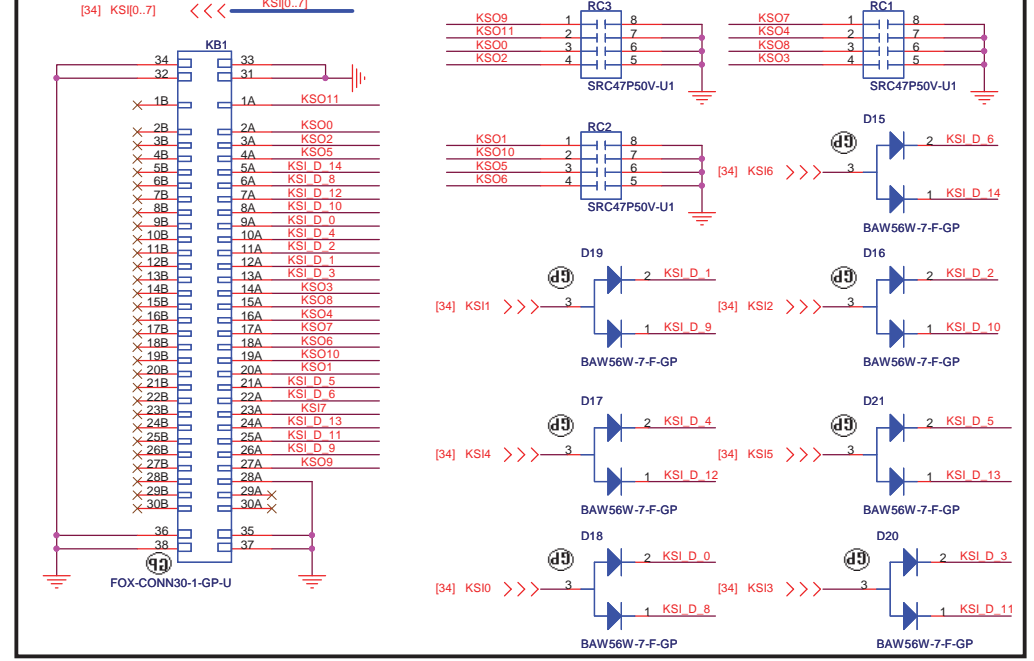 [34] KSI[0..7]
KSI[0..7]
KB1
34 33
32 31
1B 1A KSO11
2B 2A KSO0
3B 3A KSO2
4B 4A KSO5
5B 5A KSI_D_14
6B 6A KSI_D_8
7B 7A KSI_D_12
8B 8A KSI_D_10
9B 9A KSI_D_0
10B 10A KSI_D_4
11B 11A KSI_D_2
12B 12A KSI_D_1
13B 13A KSI_D_3
14B 14A KSO3
15B 15A KSO8
16B 16A KSO4
17B 17A KSO7
18B 18A KSO6
19B 19A KSO10
20B 20A KSO1
21B 21A KSI_D_5
22B 22A KSI_D_6
23B 23A KSI7
24B 24A KSI_D_13
25B 25A KSI_D_11
26B 26A KSI_D_9
27B 27A KSO9
28B 28A
29B 29A
30B 30A
36 35
38 37
GP
FOX-CONN30-1-GP-U
RC3
KSO9 1 8
KSO11 2 7
KSO0 3 6
KSO2 4 5
SRC47P50V-U1
RC1
KSO7 1 8
KSO4 2 7
KSO8 3 6
KSO3 4 5
SRC47P50V-U1
RC2
KSO1 1 8
KSO10 2 7
KSO5 3 6
KSO6 4 5
SRC47P50V-U1
D15
GP
2 KSI_D_6
[34] KSI6 3
1 KSI_D_14
BAW56W-7-F-GP
D19
GP
2 KSI_D_1
[34] KSI1 3
1 KSI_D_9
BAW56W-7-F-GP
D16
GP
2 KSI_D_2
[34] KSI2 3
1 KSI_D_10
BAW56W-7-F-GP
D17
GP
2 KSI_D_4
[34] KSI4 3
1 KSI_D_12
BAW56W-7-F-GP
D21
GP
2 KSI_D_5
[34] KSI5 3
1 KSI_D_13
BAW56W-7-F-GP
D18
GP
2 KSI_D_0
[34] KSI0 3
1 KSI_D_8
BAW56W-7-F-GP
D20
GP
2 KSI_D_3
[34] KSI3 3
1 KSI_D_11
BAW56W-7-F-GP